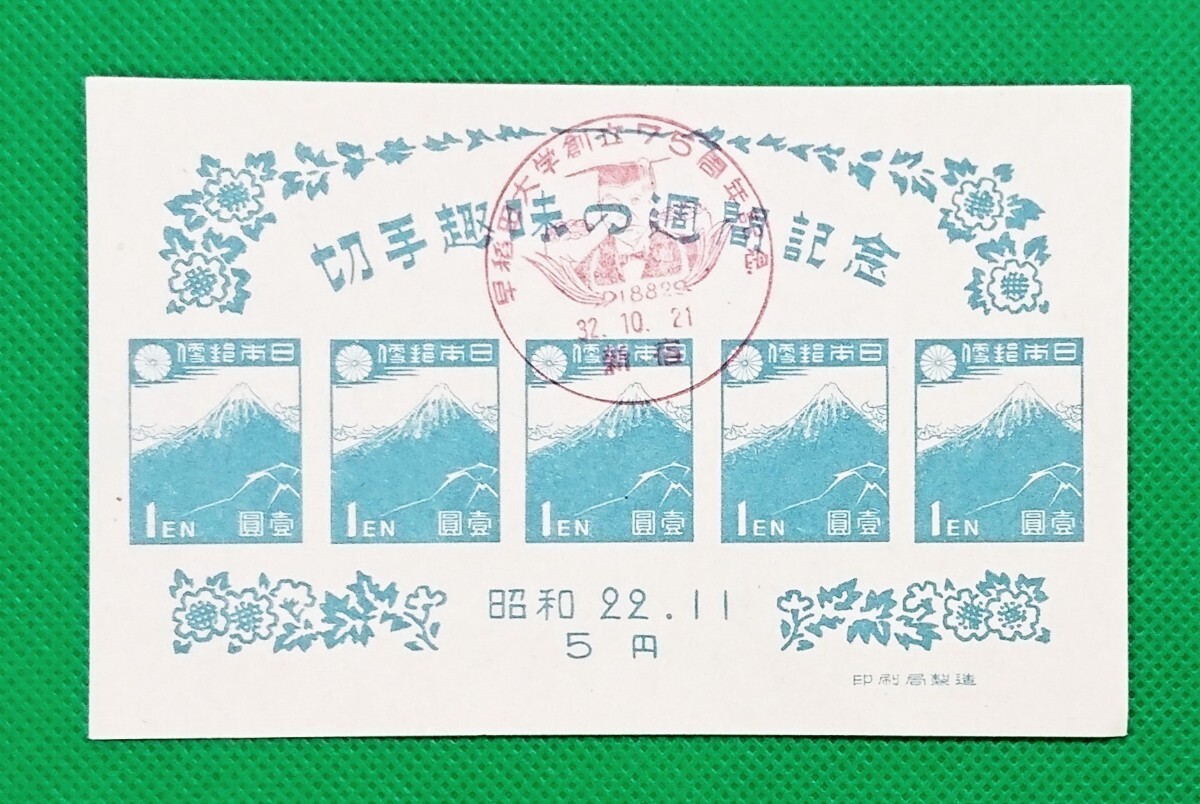 切手趣味の週間記念
早稲田大学創立75周年記念
1882
32.10.21
新宿
日本郵便
1EN 壹圓
日本郵便
1EN 壹圓
日本郵便
1EN 壹圓
日本郵便
1EN 壹圓
日本郵便
1EN 壹圓
昭和 22.11
5 円
印刷局製造